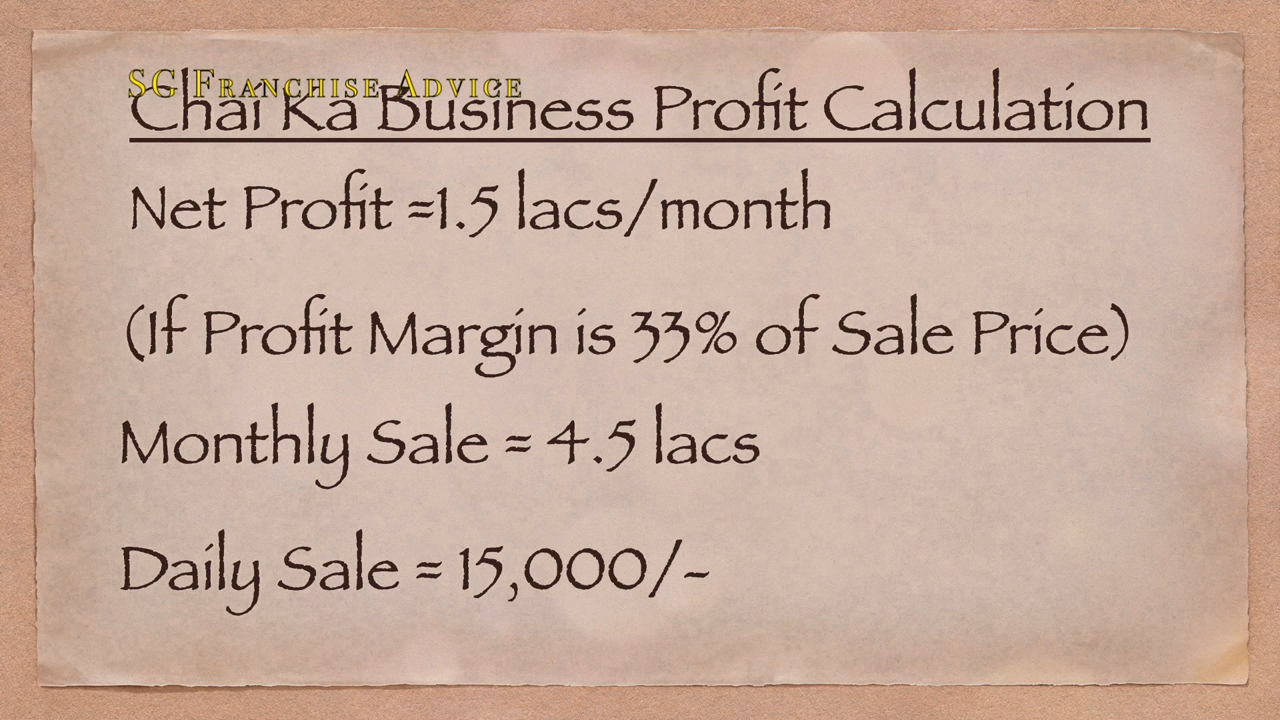 SG Franchise Advice
Chai Ka Business Profit Calculation
Net Profit =1.5 lacs/month
(If Profit Margin is 33% of Sale Price)
Monthly Sale = 4.5 lacs
Daily Sale = 15,000/-